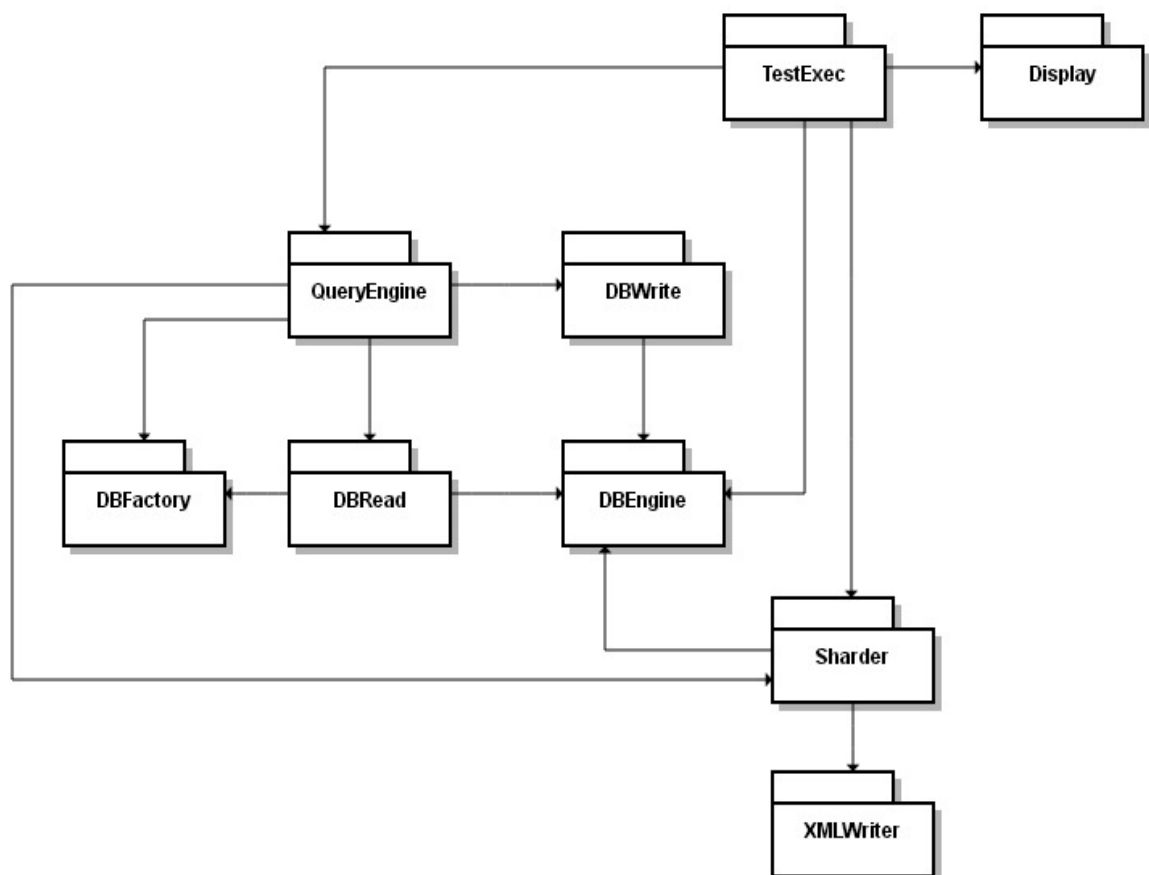 TestExec
Display
QueryEngine
DBWrite
DBFactory
DBRead
DBEngine
Sharder
XMLWriter